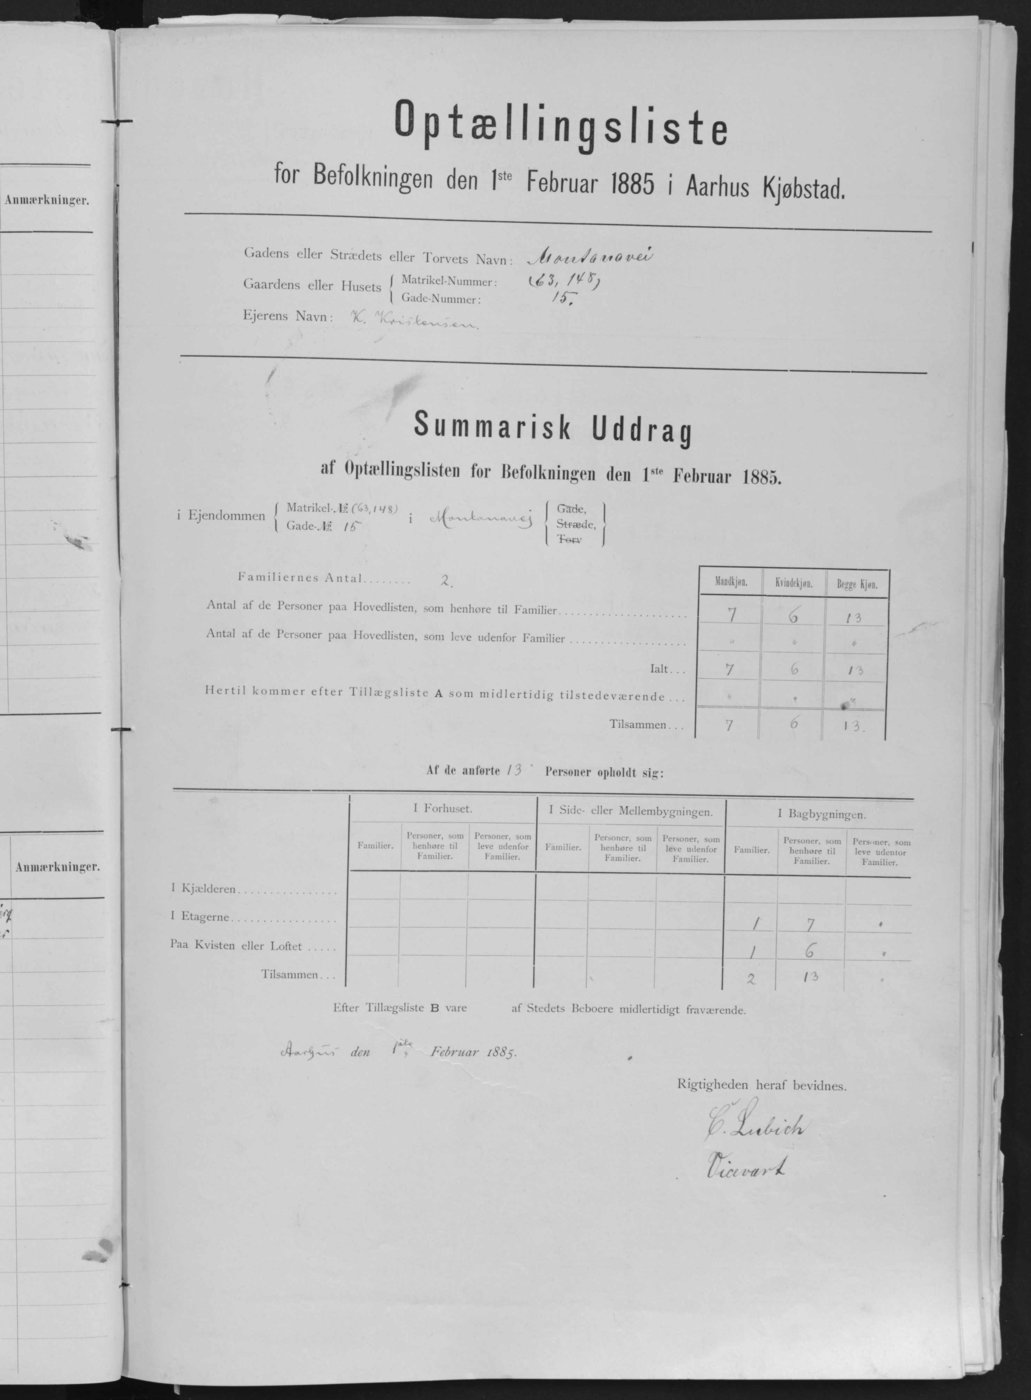 Anmærkninger.
Anmærkninger.
Optællingsliste
for Befolkningen den 1ste Februar 1885 i Aarhus Kjøbstad.
Gadens eller Strædets eller Torvets Navn: Montanavei
Gaardens eller Husets { Matrikel-Nummer: (63, 148)
Gade-Nummer: 15.
Ejerens Navn: K. Kristensen.
Summarisk Uddrag
af Optællingslisten for Befolkningen den 1ste Februar 1885.
i Ejendommen { Matrikel-№ (63,148) i Montanavej { Gade,
Gade-№ 15 Stræde,
Torv
Mandkjøn. Kvindekjøn. Begge Kjøn.
Familiernes Antal........ 2.
Antal af de Personer paa Hovedlisten, som henhøre til Familier.................... 7 6 13
Antal af de Personer paa Hovedlisten, som leve udenfor Familier.................. " " "
Ialt... 7 6 13
Hertil kommer efter Tillægsliste A som midlertidig tilstedeværende... " " "
Tilsammen... 7 6 13.
Af de anførte 13 Personer opholdt sig:
I Forhuset. I Side- eller Mellembygningen. I Bagbygningen.
Familier. Personer, som henhøre til Familier. Personer, som leve udenfor Familier. Familier. Personer, som henhøre til Familier. Personer, som leve udenfor Familier. Familier. Personer, som henhøre til Familier. Personer, som leve udenfor Familier.
I Kjælderen...............
I Etagerne................. 1 7 "
Paa Kvisten eller Loftet..... 1 6 "
Tilsammen... 2 13 "
Efter Tillægsliste B vare af Stedets Beboere midlertidigt fraværende.
Aarhus den 1ste Februar 1885.
Rigtigheden heraf bevidnes.
C. Lubich
Vicevart